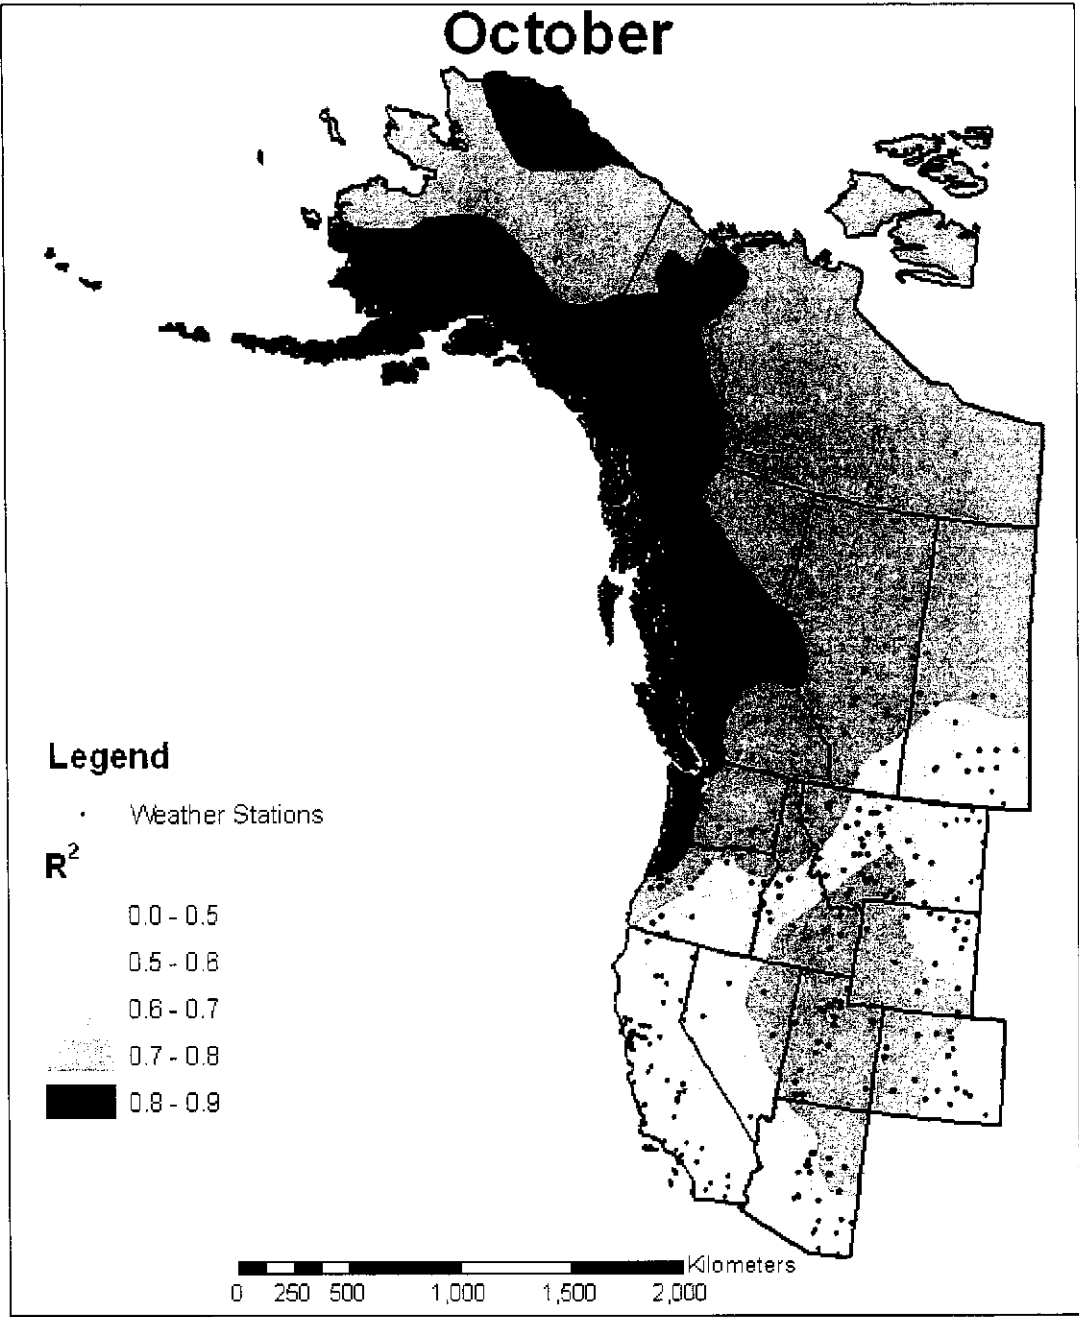 October
Legend
Weather Stations
R²
0.0 - 0.5
0.5 - 0.6
0.6 - 0.7
0.7 - 0.8
0.8 - 0.9
Kilometers
0 250 500 1,000 1,500 2,000